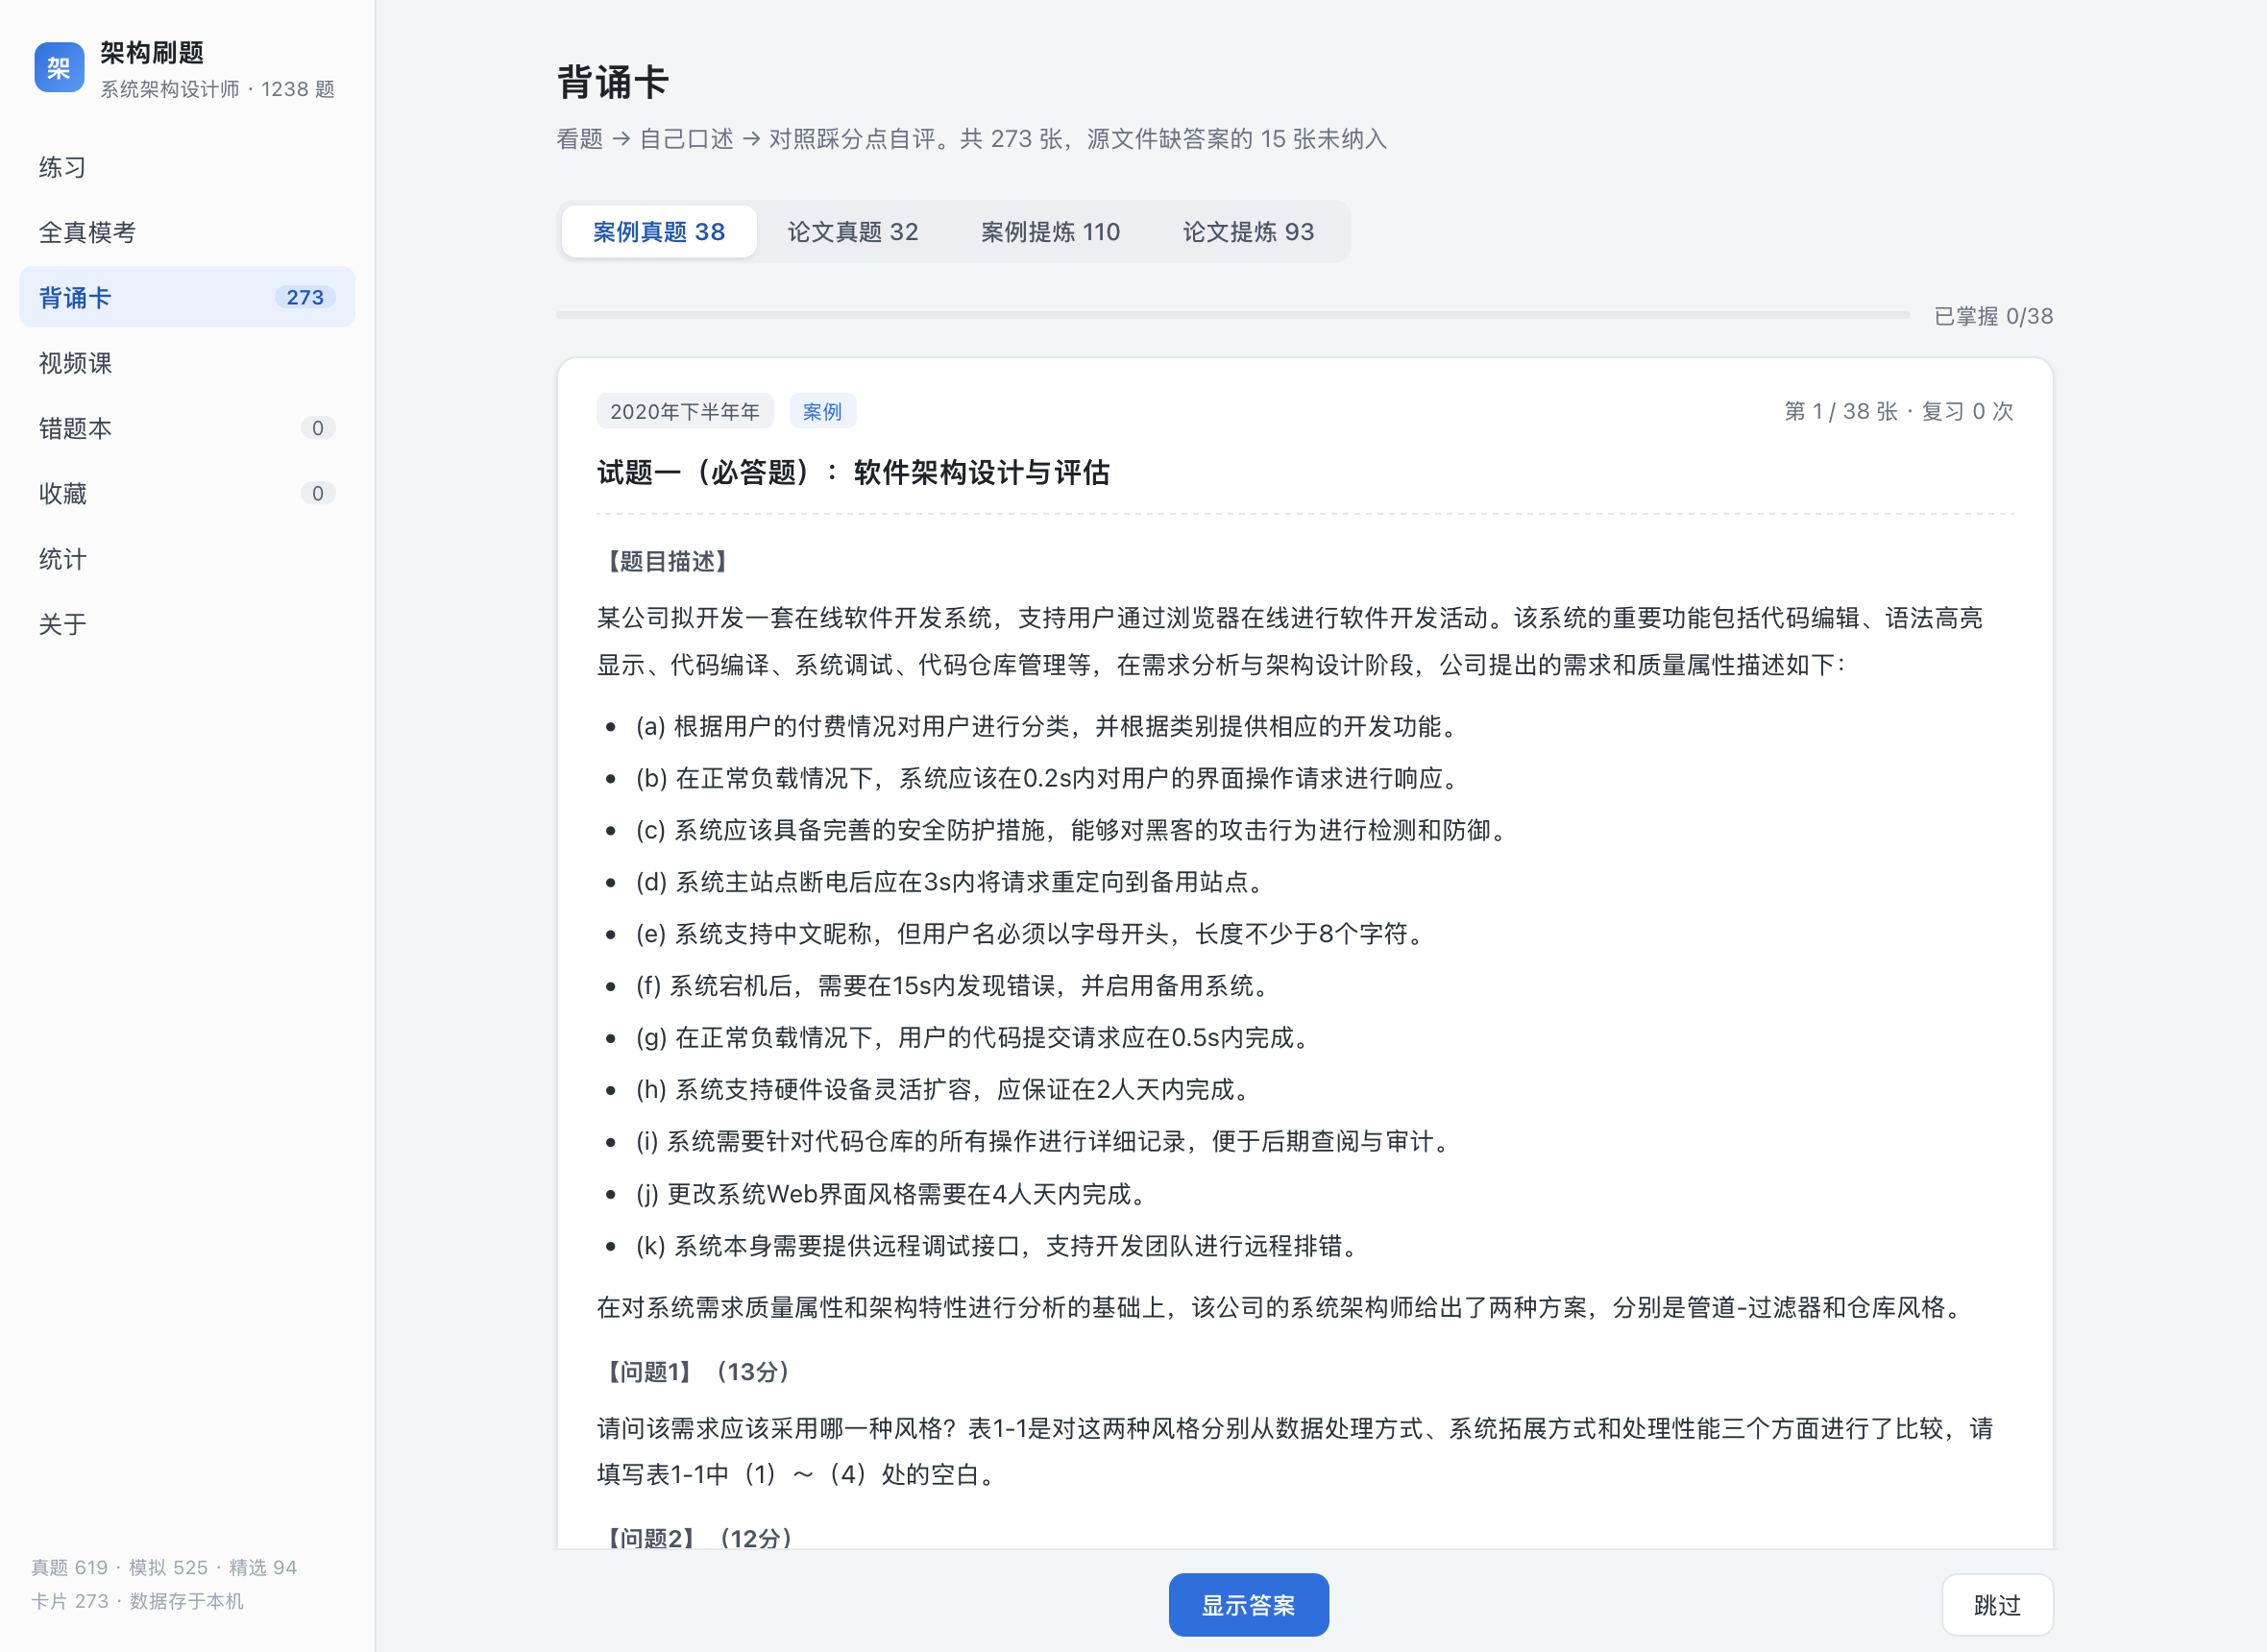 架
架构刷题
系统架构设计师 · 1238 题
练习
全真模考
背诵卡 273
视频课
错题本 0
收藏 0
统计
关于
真题 619 · 模拟 525 · 精选 94
卡片 273 · 数据存于本机
背诵卡
看题 → 自己口述 → 对照踩分点自评。共 273 张，源文件缺答案的 15 张未纳入
案例真题 38 论文真题 32 案例提炼 110 论文提炼 93
已掌握 0/38
2020年下半年年 案例 第 1 / 38 张 · 复习 0 次
试题一（必答题）：软件架构设计与评估
【题目描述】
某公司拟开发一套在线软件开发系统，支持用户通过浏览器在线进行软件开发活动。该系统的重要功能包括代码编辑、语法高亮
显示、代码编译、系统调试、代码仓库管理等，在需求分析与架构设计阶段，公司提出的需求和质量属性描述如下：
• (a) 根据用户的付费情况对用户进行分类，并根据类别提供相应的开发功能。
• (b) 在正常负载情况下，系统应该在0.2s内对用户的界面操作请求进行响应。
• (c) 系统应该具备完善的安全防护措施，能够对黑客的攻击行为进行检测和防御。
• (d) 系统主站点断电后应在3s内将请求重定向到备用站点。
• (e) 系统支持中文昵称，但用户名必须以字母开头，长度不少于8个字符。
• (f) 系统宕机后，需要在15s内发现错误，并启用备用系统。
• (g) 在正常负载情况下，用户的代码提交请求应在0.5s内完成。
• (h) 系统支持硬件设备灵活扩容，应保证在2人天内完成。
• (i) 系统需要针对代码仓库的所有操作进行详细记录，便于后期查阅与审计。
• (j) 更改系统Web界面风格需要在4人天内完成。
• (k) 系统本身需要提供远程调试接口，支持开发团队进行远程排错。
在对系统需求质量属性和架构特性进行分析的基础上，该公司的系统架构师给出了两种方案，分别是管道-过滤器和仓库风格。
【问题1】（13分）
请问该需求应该采用哪一种风格？表1-1是对这两种风格分别从数据处理方式、系统拓展方式和处理性能三个方面进行了比较，请
填写表1-1中（1）～（4）处的空白。
【问题2】（12分）
显示答案 跳过